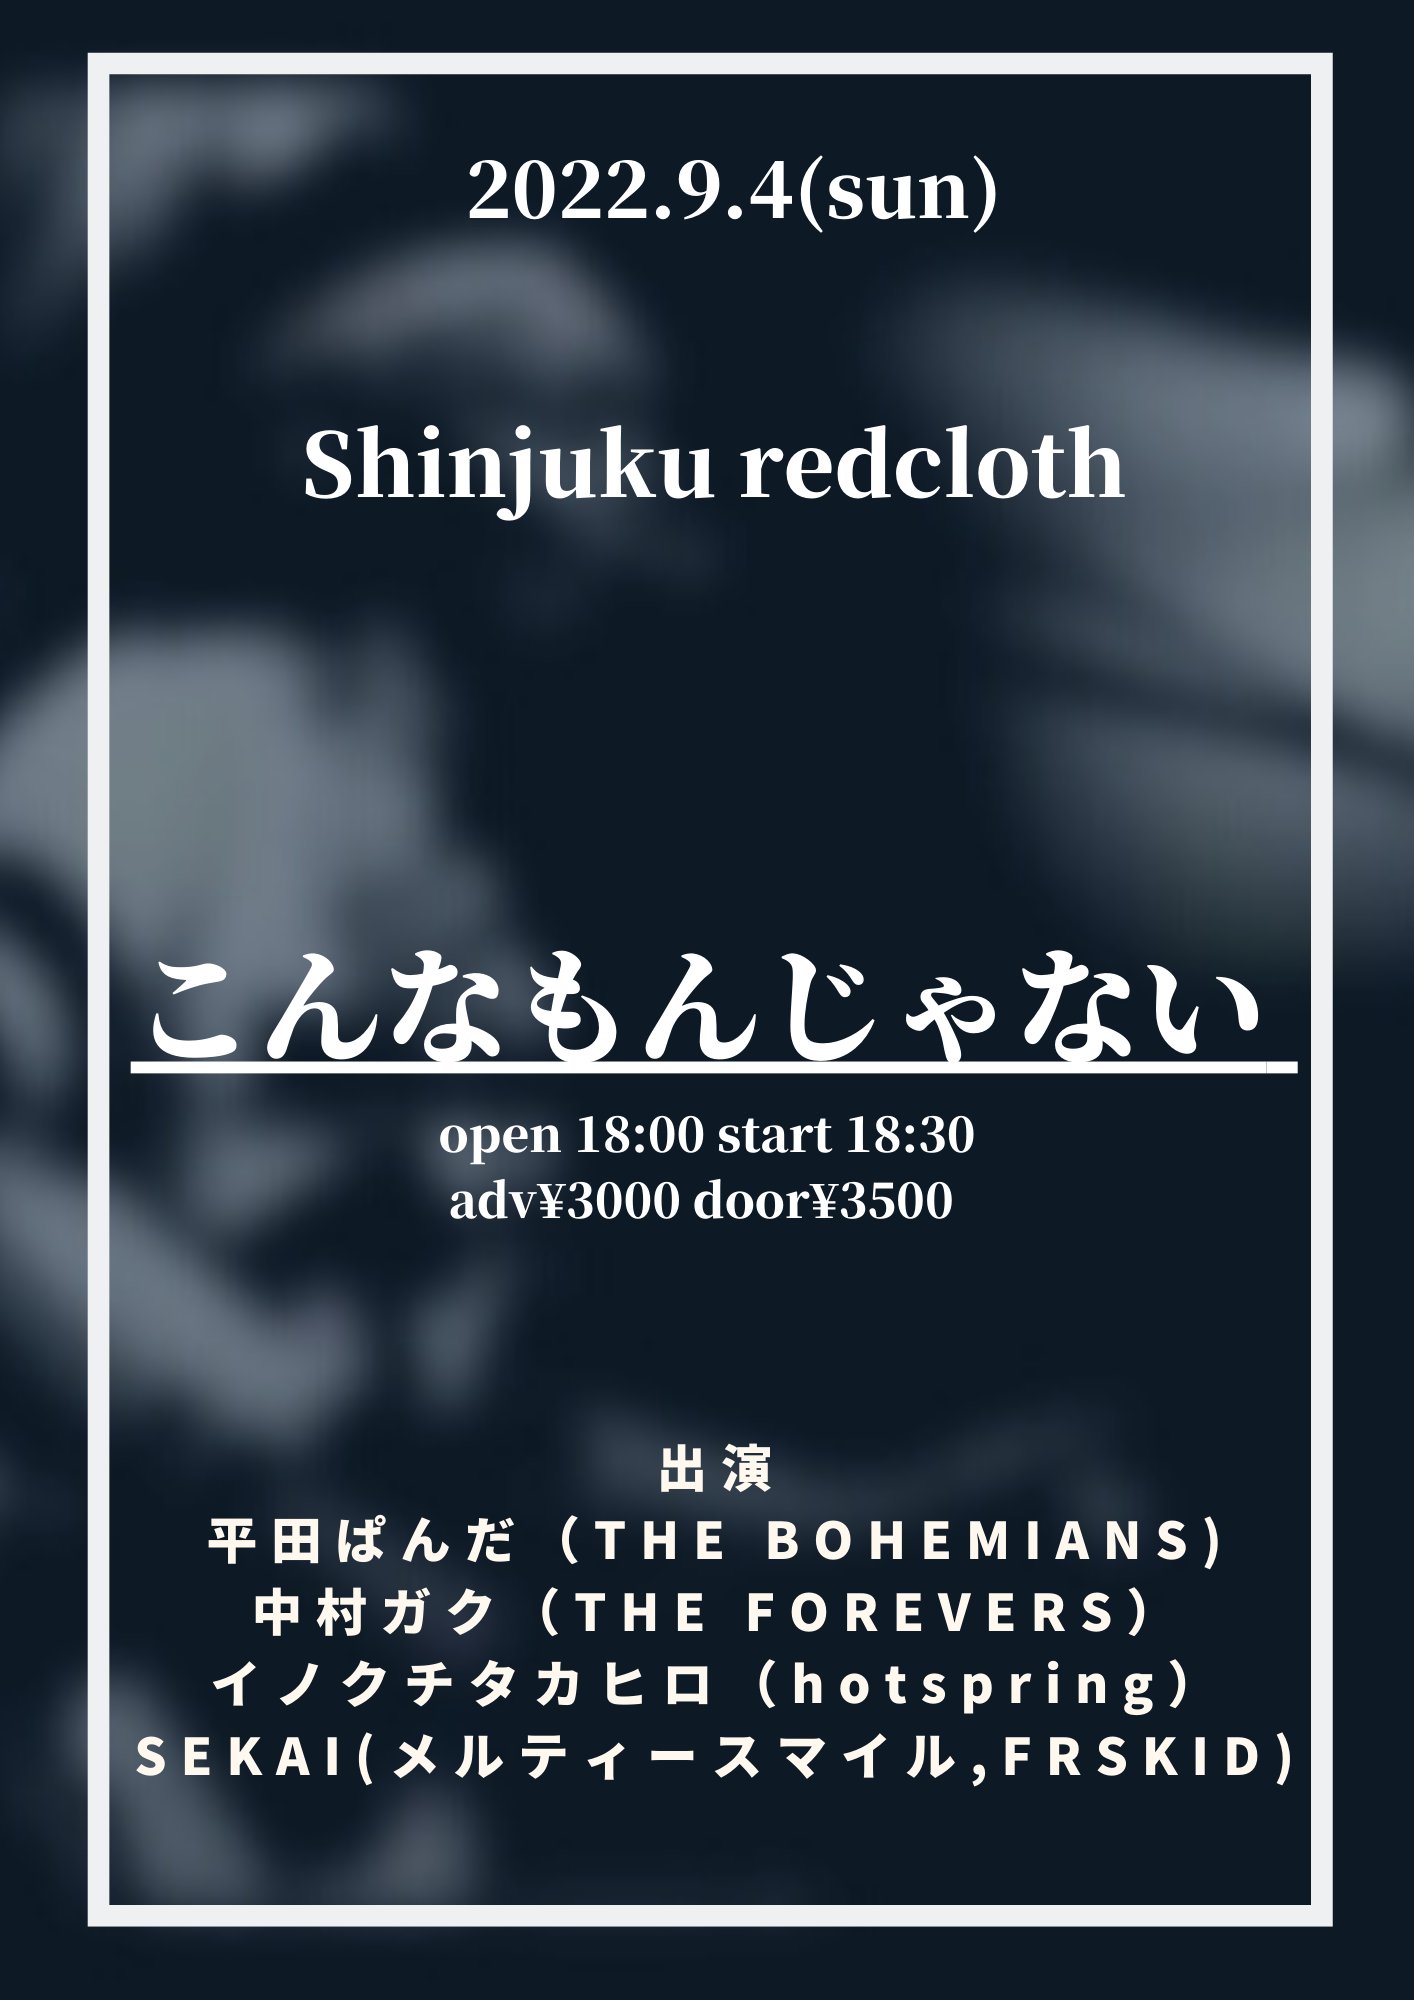 2022.9.4(sun)
Shinjuku redcloth
こんなもんじゃない
open 18:00 start 18:30
adv¥3000 door¥3500
出演
平田ぱんだ（THE BOHEMIANS)
中村ガク（THE FOREVERS）
イノクチタカヒロ（hotspring）
SEKAI(メルティースマイル,FRSKID)